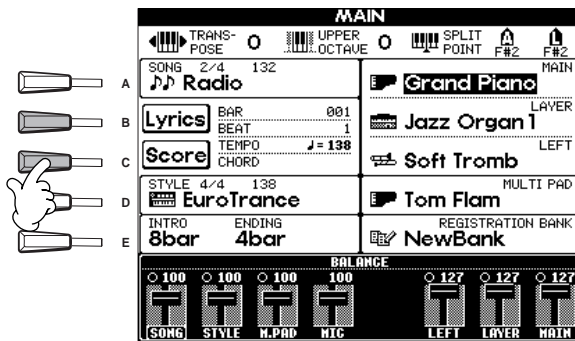 MAIN
TRANS-
POSE 0 UPPER
OCTAVE 0 SPLIT
POINT A F#2 L F#2
SONG 2/4 132
Radio
MAIN
Grand Piano
A
Lyrics BAR 001
BEAT 1
LAYER
Jazz Organ1
B
Score TEMPO ♩=138
CHORD
LEFT
Soft Tromb
C
STYLE 4/4 138
EuroTrance
MULTI PAD
Tom Flam
D
INTRO ENDING
8bar 4bar
REGISTRATION BANK
NewBank
E
BALANCE
100 100 100 100 127 127 127
SONG STYLE M.PAD MIC LEFT LAYER MAIN